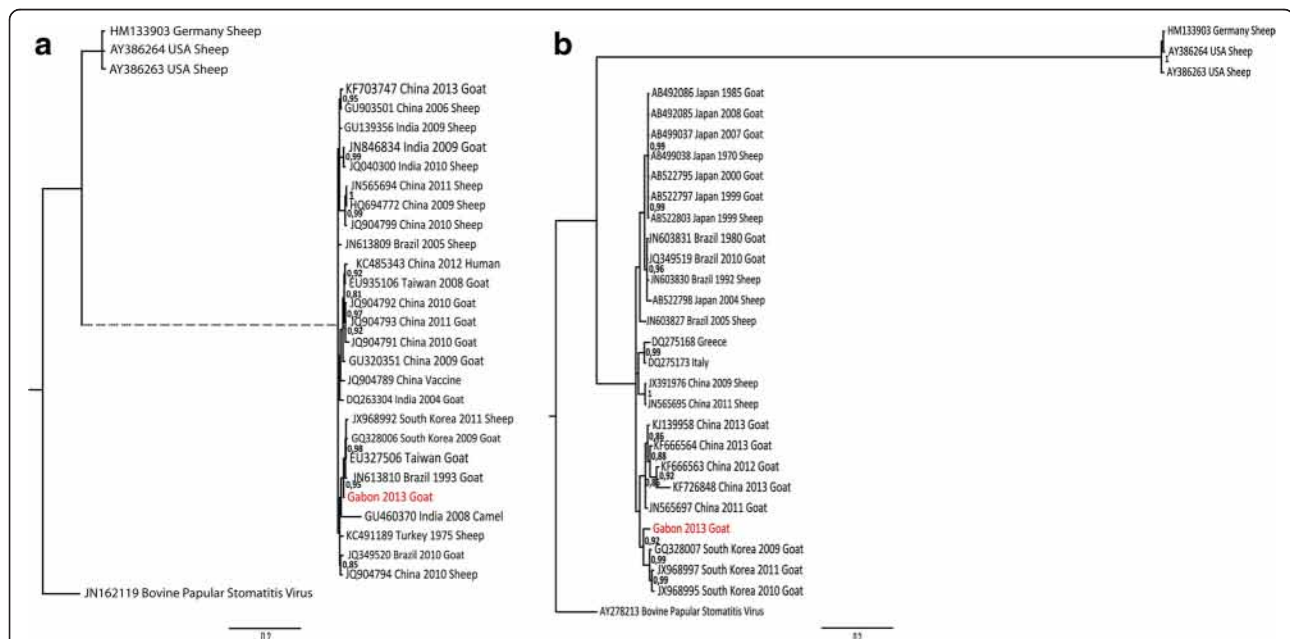 a
HM133903 Germany Sheep
AY386264 USA Sheep
AY386263 USA Sheep
KF703747 China 2013 Goat
0,95
GU903501 China 2006 Sheep
GU139356 India 2009 Sheep
JN846834 India 2009 Goat
0,99
JQ040300 India 2010 Sheep
JN565694 China 2011 Sheep
1
HQ694772 China 2009 Sheep
0,99
JQ904799 China 2010 Sheep
JN613809 Brazil 2005 Sheep
KC485343 China 2012 Human
0,92
EU935106 Taiwan 2008 Goat
0,81
JQ904792 China 2010 Goat
0,97
JQ904793 China 2011 Goat
0,92
JQ904791 China 2010 Goat
GU320351 China 2009 Goat
JQ904789 China Vaccine
DQ263304 India 2004 Goat
JX968992 South Korea 2011 Sheep
GQ328006 South Korea 2009 Goat
0,98
EU327506 Taiwan Goat
JN613810 Brazil 1993 Goat
0,95
Gabon 2013 Goat
GU460370 India 2008 Camel
KC491189 Turkey 1975 Sheep
JQ349520 Brazil 2010 Goat
0,85
JQ904794 China 2010 Sheep
JN162119 Bovine Papular Stomatitis Virus
b
HM133903 Germany Sheep
AY386264 USA Sheep
1
AY386263 USA Sheep
AB492086 Japan 1985 Goat
AB492085 Japan 2008 Goat
AB499037 Japan 2007 Goat
0,99
AB499038 Japan 1970 Sheep
AB522795 Japan 2000 Goat
AB522797 Japan 1999 Goat
0,99
AB522803 Japan 1999 Sheep
JN603831 Brazil 1980 Goat
JQ349519 Brazil 2010 Goat
0,96
JN603830 Brazil 1992 Sheep
AB522798 Japan 2004 Sheep
JN603827 Brazil 2005 Sheep
DQ275168 Greece
0,99
DQ275173 Italy
JX391976 China 2009 Sheep
1
JN565695 China 2011 Sheep
KJ139958 China 2013 Goat
0,86
KF666564 China 2013 Goat
0,88
KF666563 China 2012 Goat
0,92
KF726848 China 2013 Goat
JN565697 China 2011 Goat
Gabon 2013 Goat
0,92
GQ328007 South Korea 2009 Goat
0,99
JX968997 South Korea 2011 Goat
0,99
JX968995 South Korea 2010 Goat
AY278213 Bovine Papular Stomatitis Virus